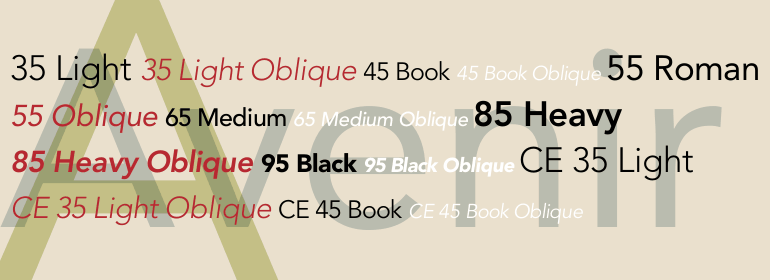 35 Light 35 Light Oblique 45 Book 45 Book Oblique 55 Roman
55 Oblique 65 Medium 65 Medium Oblique 85 Heavy
85 Heavy Oblique 95 Black 95 Black Oblique CE 35 Light
CE 35 Light Oblique CE 45 Book CE 45 Book Oblique
Avenir